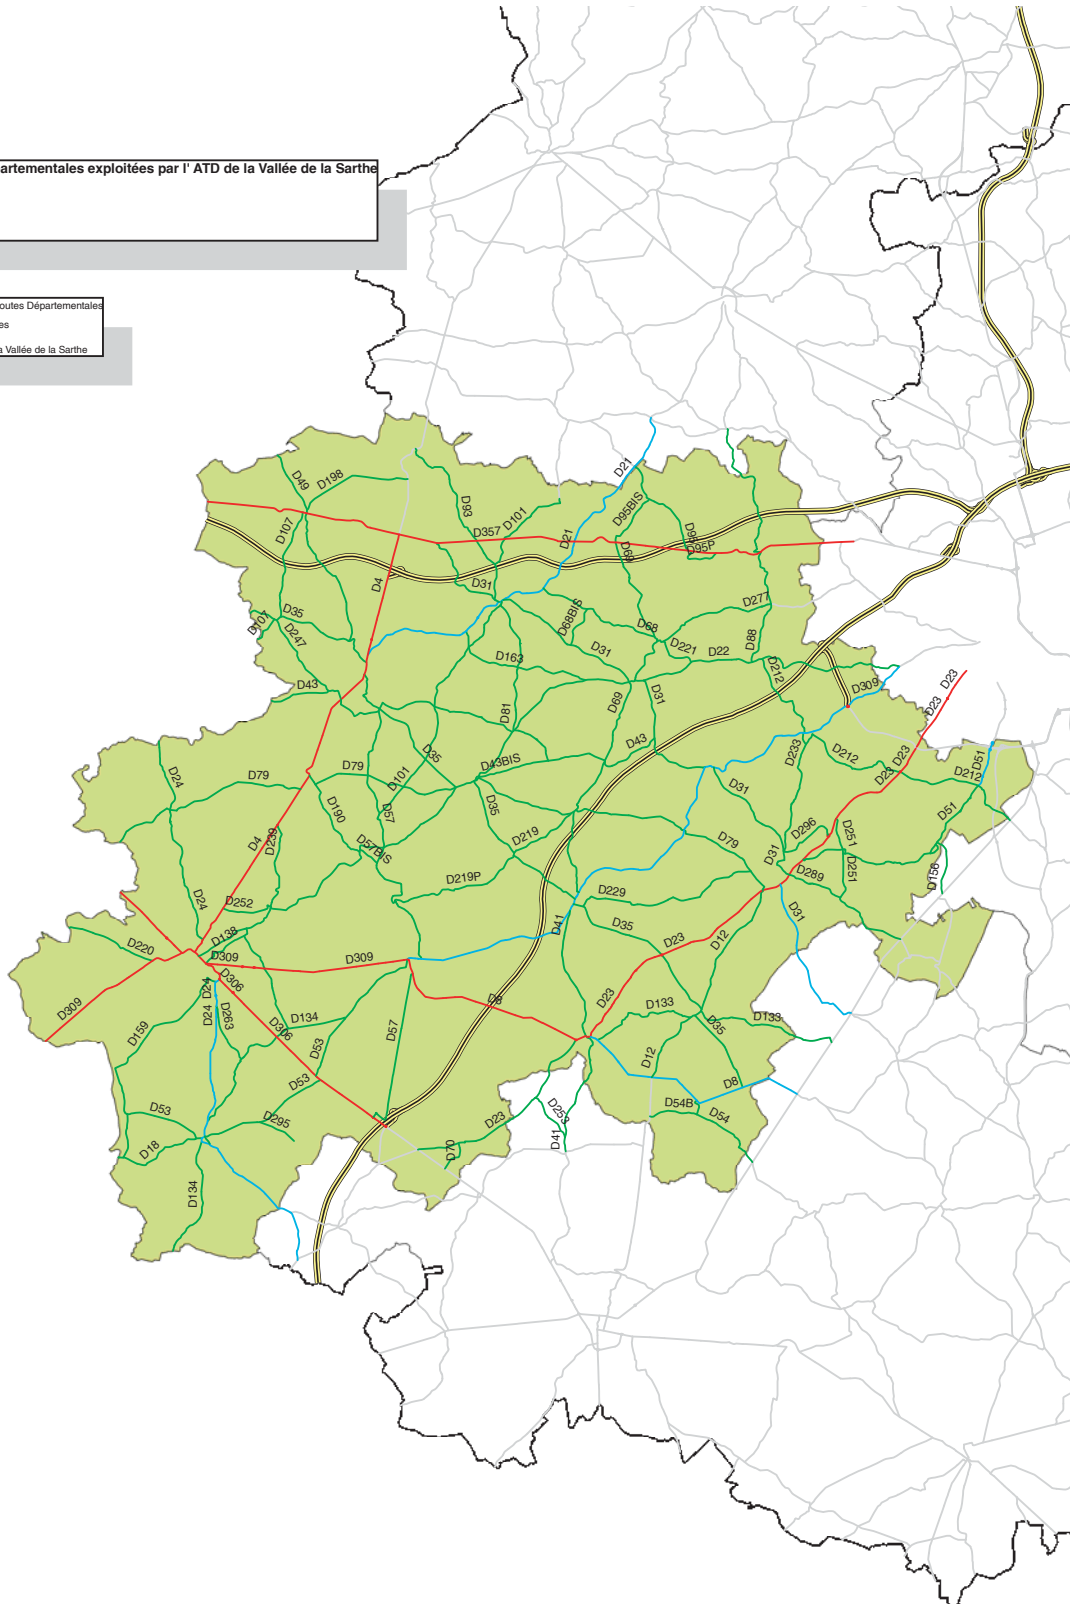 artementales exploitées par l' ATD de la Vallée de la Sarthe
outes Départementales
es
a Vallée de la Sarthe
D21
D49
D198
D93
D101
D95BIS
D107
D357
D21
D69
D95P
D4
D31
D277
D107
D35
D247
D68BIS
D68
D88
D163
D31
D221
D22
D212
D43
D69
D31
D309
D23
D23
D81
D35
D43
D233
D212
D23
D23
D212
D51
D24
D79
D79
D101
D43BIS
D31
D51
D190
D57
D35
D4
D239
D57BIS
D219
D79
D31
D296
D251
D251
D289
D156
D219P
D24
D252
D229
D31
D41
D35
D23
D12
D220
D138
D309
D309
D306
D24
D24
D263
D309
D8
D23
D133
D133
D159
D306
D134
D53
D57
D35
D12
D53
D53
D295
D8
D54B
D54
D18
D23
D253
D41
D70
D134